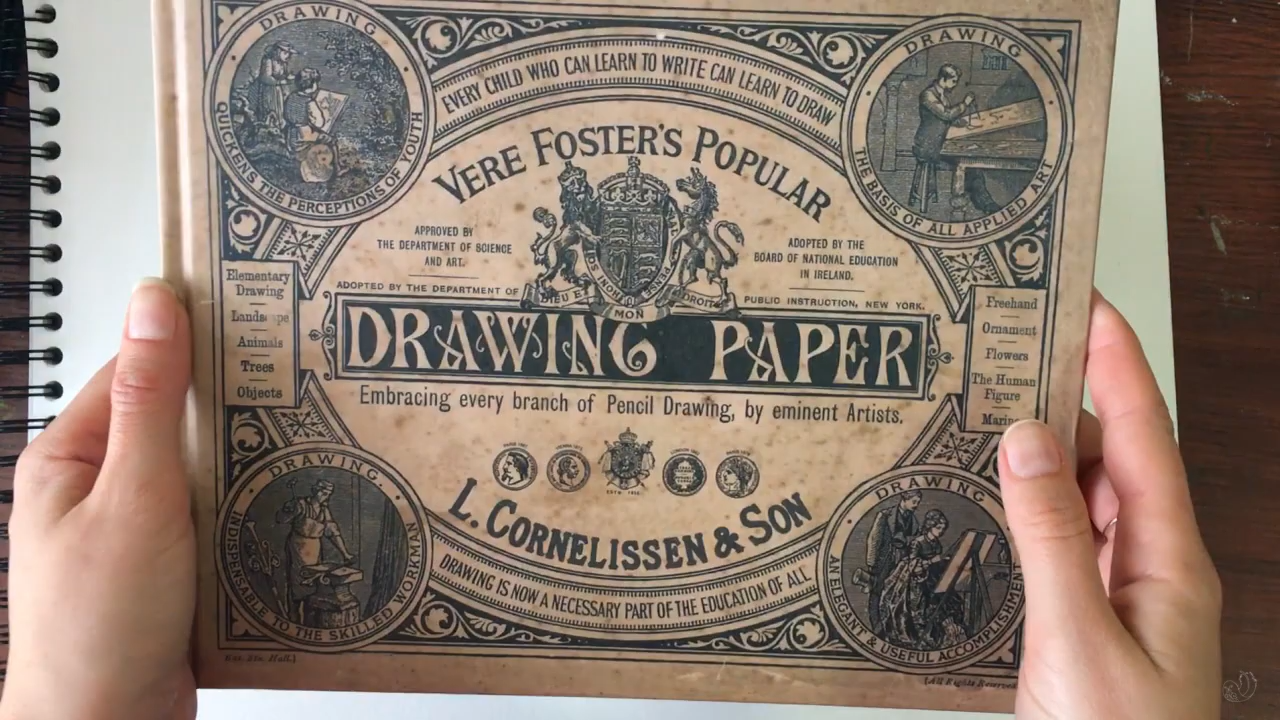 DRAWING
QUICKENS THE PERCEPTIONS OF YOUTH
EVERY CHILD WHO CAN LEARN TO WRITE CAN LEARN TO DRAW
DRAWING
THE BASIS OF ALL APPLIED ART
VERE FOSTER'S POPULAR
APPROVED BY
THE DEPARTMENT OF SCIENCE
AND ART.
ADOPTED BY THE
BOARD OF NATIONAL EDUCATION
IN IRELAND.
ADOPTED BY THE DEPARTMENT OF
PUBLIC INSTRUCTION, NEW YORK.
DIEU ET
MON
DROIT
DRAWING PAPER
Embracing every branch of Pencil Drawing, by eminent Artists.
Elementary
Drawing
Landscape
Animals
Trees
Objects
Freehand
Ornament
Flowers
The Human
Figure
Marine
L. CORNELISSEN & SON
DRAWING IS NOW A NECESSARY PART OF THE EDUCATION OF ALL
DRAWING.
INDISPENSABLE TO THE SKILLED WORKMAN
DRAWING
AN ELEGANT & USEFUL ACCOMPLISHMENT
Ent. Sta. Hall.]
[All Rights Reserved